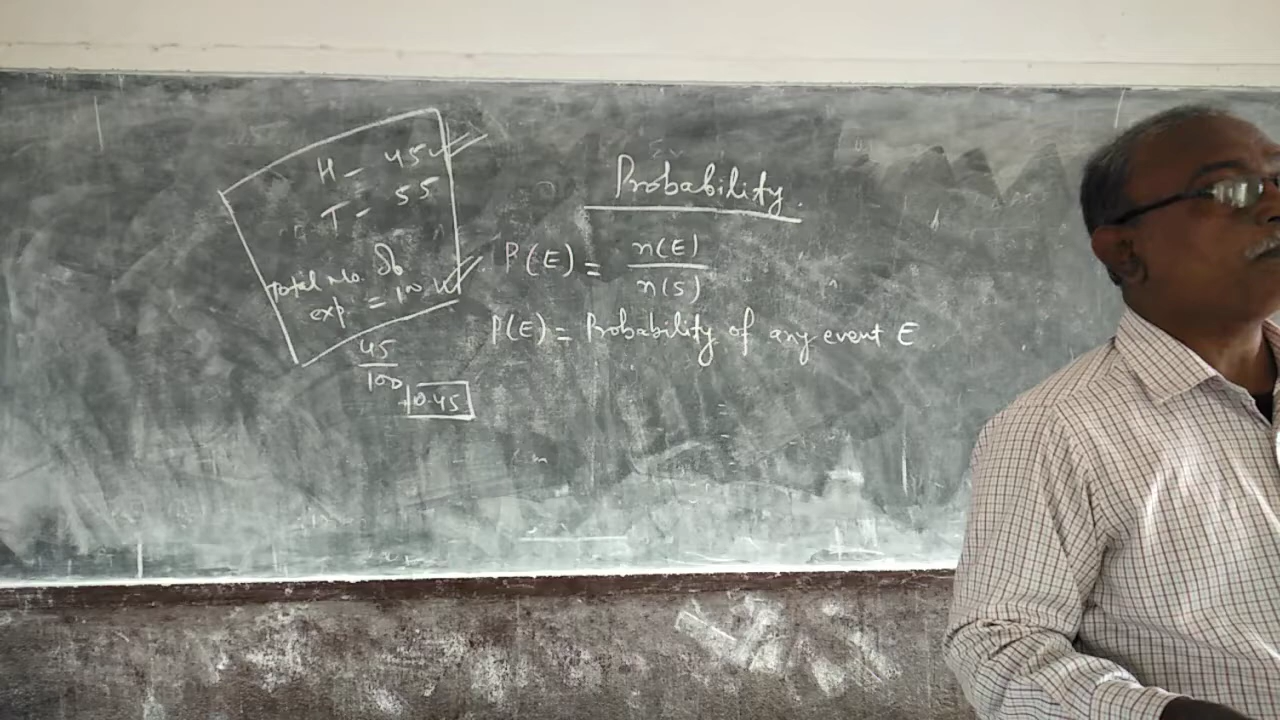 H - 45
T - 55
Total No. of
exp. = 100
45
100
0.45
Probability.
P(E) = n(E)
n(S)
P(E) = Probability of any event E